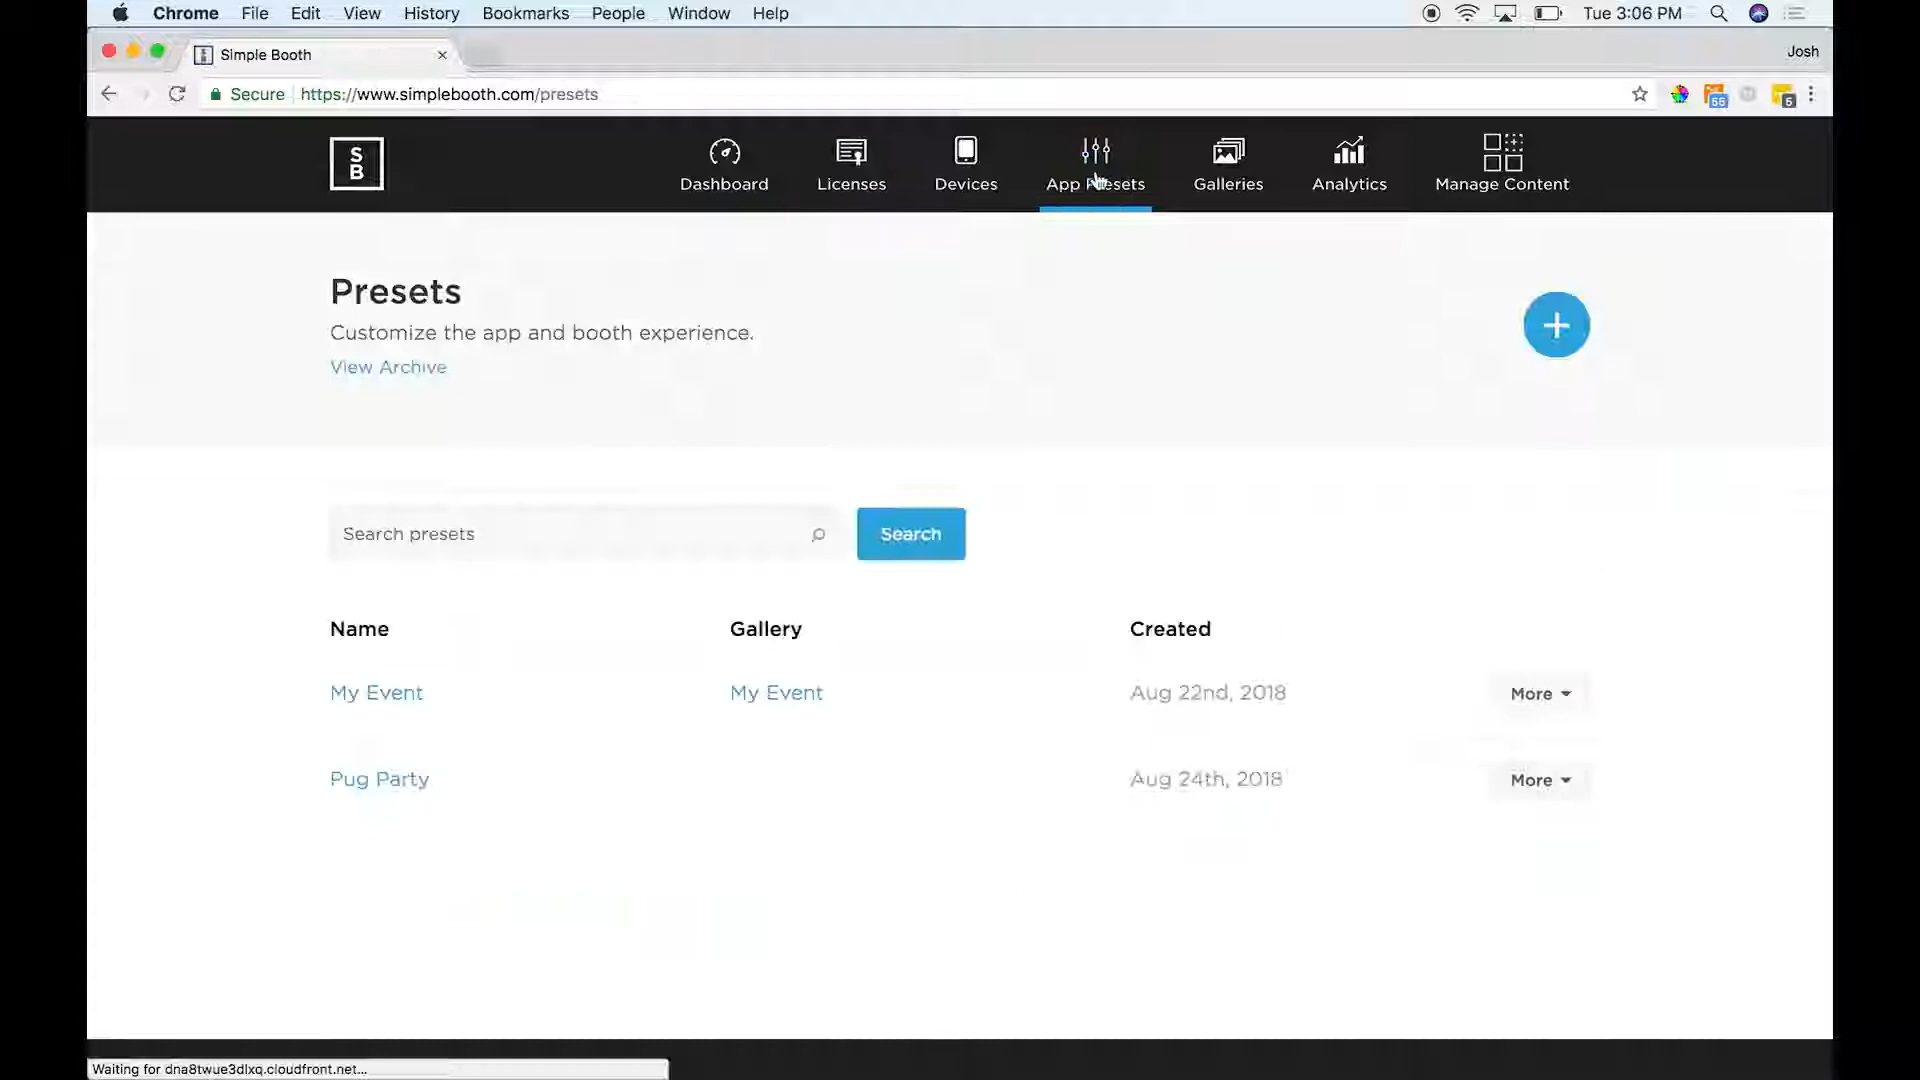 Chrome File Edit View History Bookmarks People Window Help Tue 3:06 PM
Simple Booth Josh
Secure https://www.simplebooth.com/presets 55 5
S
B
Dashboard Licenses Devices App Presets Galleries Analytics Manage Content
Presets
Customize the app and booth experience.
View Archive
Search presets Search
Name Gallery Created
My Event My Event Aug 22nd, 2018 More
Pug Party Aug 24th, 2018 More
Waiting for dna8twue3dlxq.cloudfront.net...